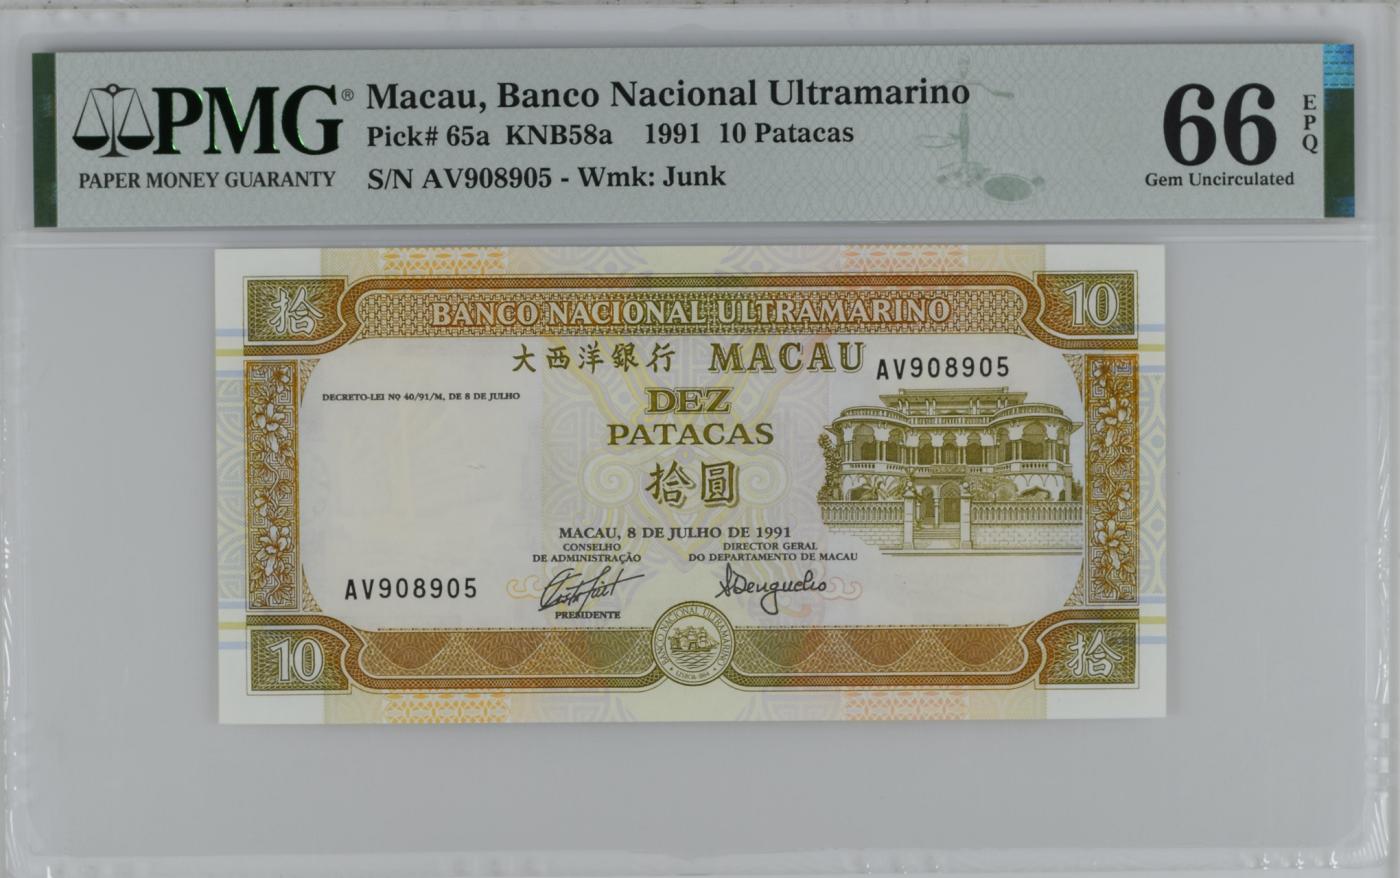 PMG®
PAPER MONEY GUARANTY
Macau, Banco Nacional Ultramarino
Pick# 65a KNB58a 1991 10 Patacas
S/N AV908905 - Wmk: Junk
66
EPQ
Gem Uncirculated
拾
BANCO NACIONAL ULTRAMARINO
10
大西洋銀行 MACAU
AV908905
DECRETO-LEI Nº 40/91/M, DE 8 DE JULHO
DEZ
PATACAS
拾圓
MACAU, 8 DE JULHO DE 1991
CONSELHO
DE ADMINISTRAÇÃO
DIRECTOR GERAL
DO DEPARTAMENTO DE MACAU
AV908905
PRESIDENTE
10
BANCO NACIONAL ULTRAMARINO
LISBOA 1864
拾